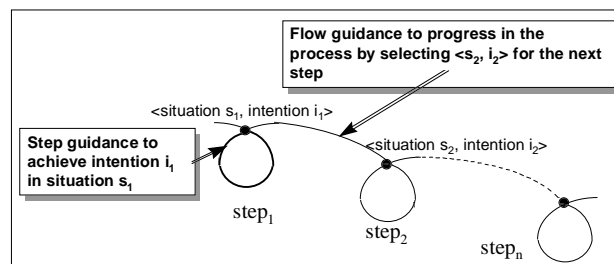 Flow guidance to progress in the
process by selecting <s₂, i₂> for the next
step
<situation s₁, intention i₁>
Step guidance to
achieve intention i₁
in situation s₁
<situation s₂, intention i₂>
step₁
step₂
stepₙ